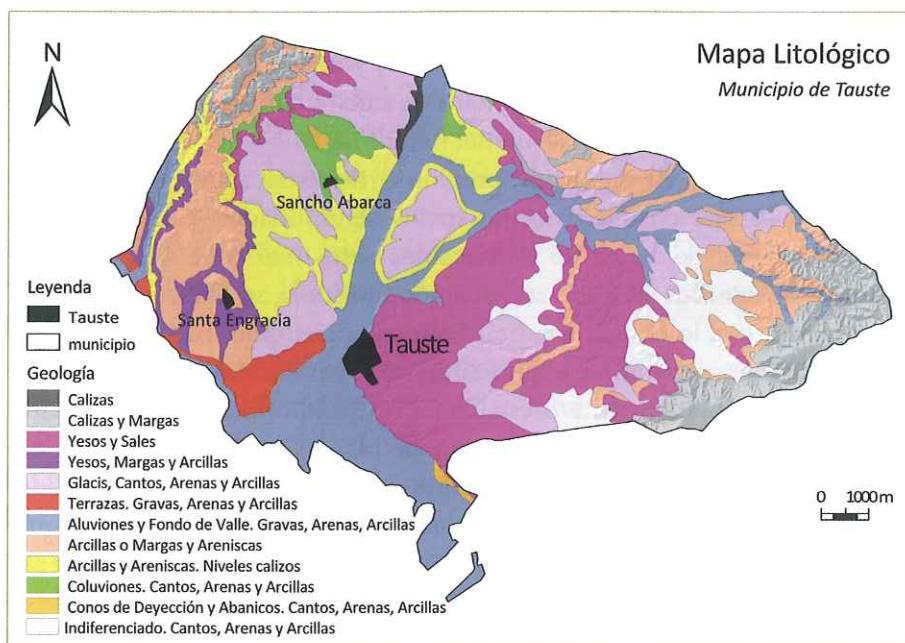 N
Mapa Litológico
Municipio de Tauste
Sancho Abarca
Santa Engracia
Tauste
Leyenda
Tauste
municipio
Geología
Calizas
Calizas y Margas
Yesos y Sales
Yesos, Margas y Arcillas
Glacis, Cantos, Arenas y Arcillas
Terrazas. Gravas, Arenas y Arcillas
Aluviones y Fondo de Valle. Gravas, Arenas, Arcillas
Arcillas o Margas y Areniscas
Arcillas y Areniscas. Niveles calizos
Coluviones. Cantos, Arenas y Arcillas
Conos de Deyección y Abanicos. Cantos, Arenas, Arcillas
Indiferenciado. Cantos, Arenas y Arcillas
0 1000 m